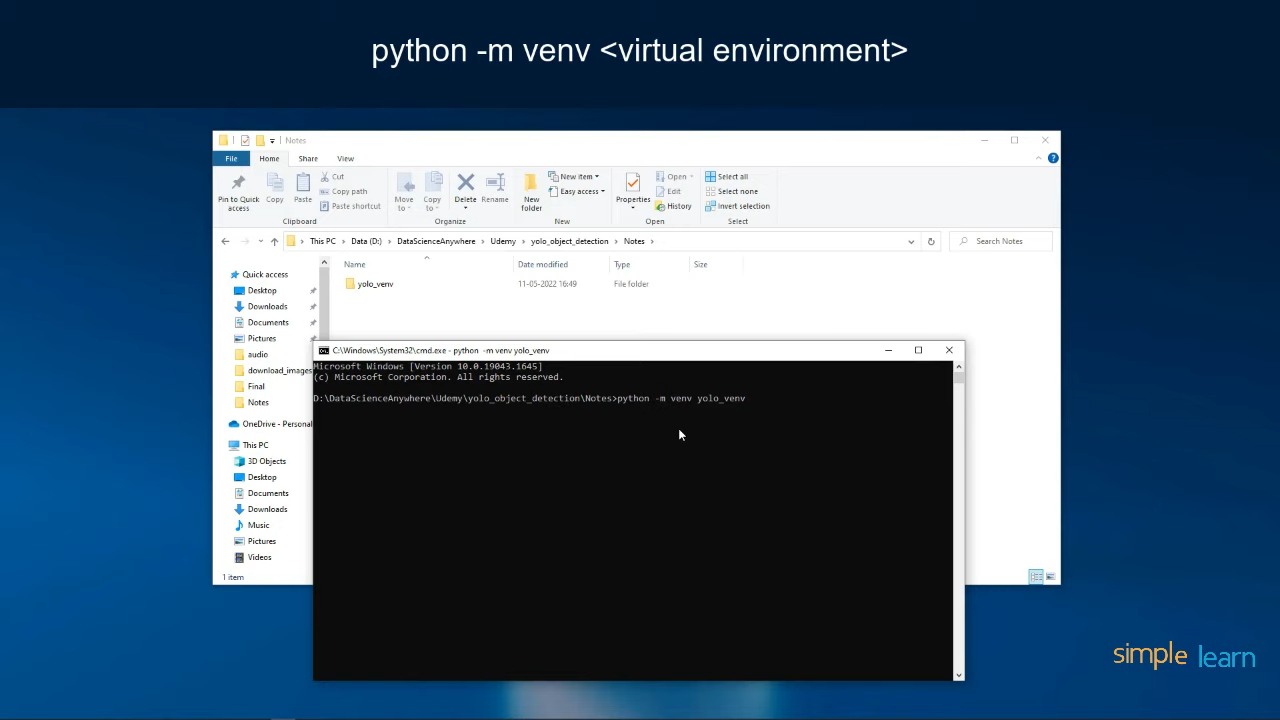 python -m venv <virtual environment>
Notes
File Home Share View
Pin to Quick access
Copy
Paste
Cut
Copy path
Paste shortcut
Clipboard
Move to
Copy to
Delete
Rename
Organize
New folder
New item
Easy access
New
Properties
Open
Edit
History
Open
Select all
Select none
Invert selection
Select
This PC > Data (D:) > DataScienceAnywhere > Udemy > yolo_object_detection > Notes >
Search Notes
Name Date modified Type Size
yolo_venv 11-05-2022 16:49 File folder
Quick access
Desktop
Downloads
Documents
Pictures
audio
download_images
Final
Notes
OneDrive - Persona
This PC
3D Objects
Desktop
Documents
Downloads
Music
Pictures
Videos
1 item
C:\Windows\System32\cmd.exe - python -m venv yolo_venv
Microsoft Windows [Version 10.0.19043.1645]
(c) Microsoft Corporation. All rights reserved.
D:\DataScienceAnywhere\Udemy\yolo_object_detection\Notes>python -m venv yolo_venv
simple learn